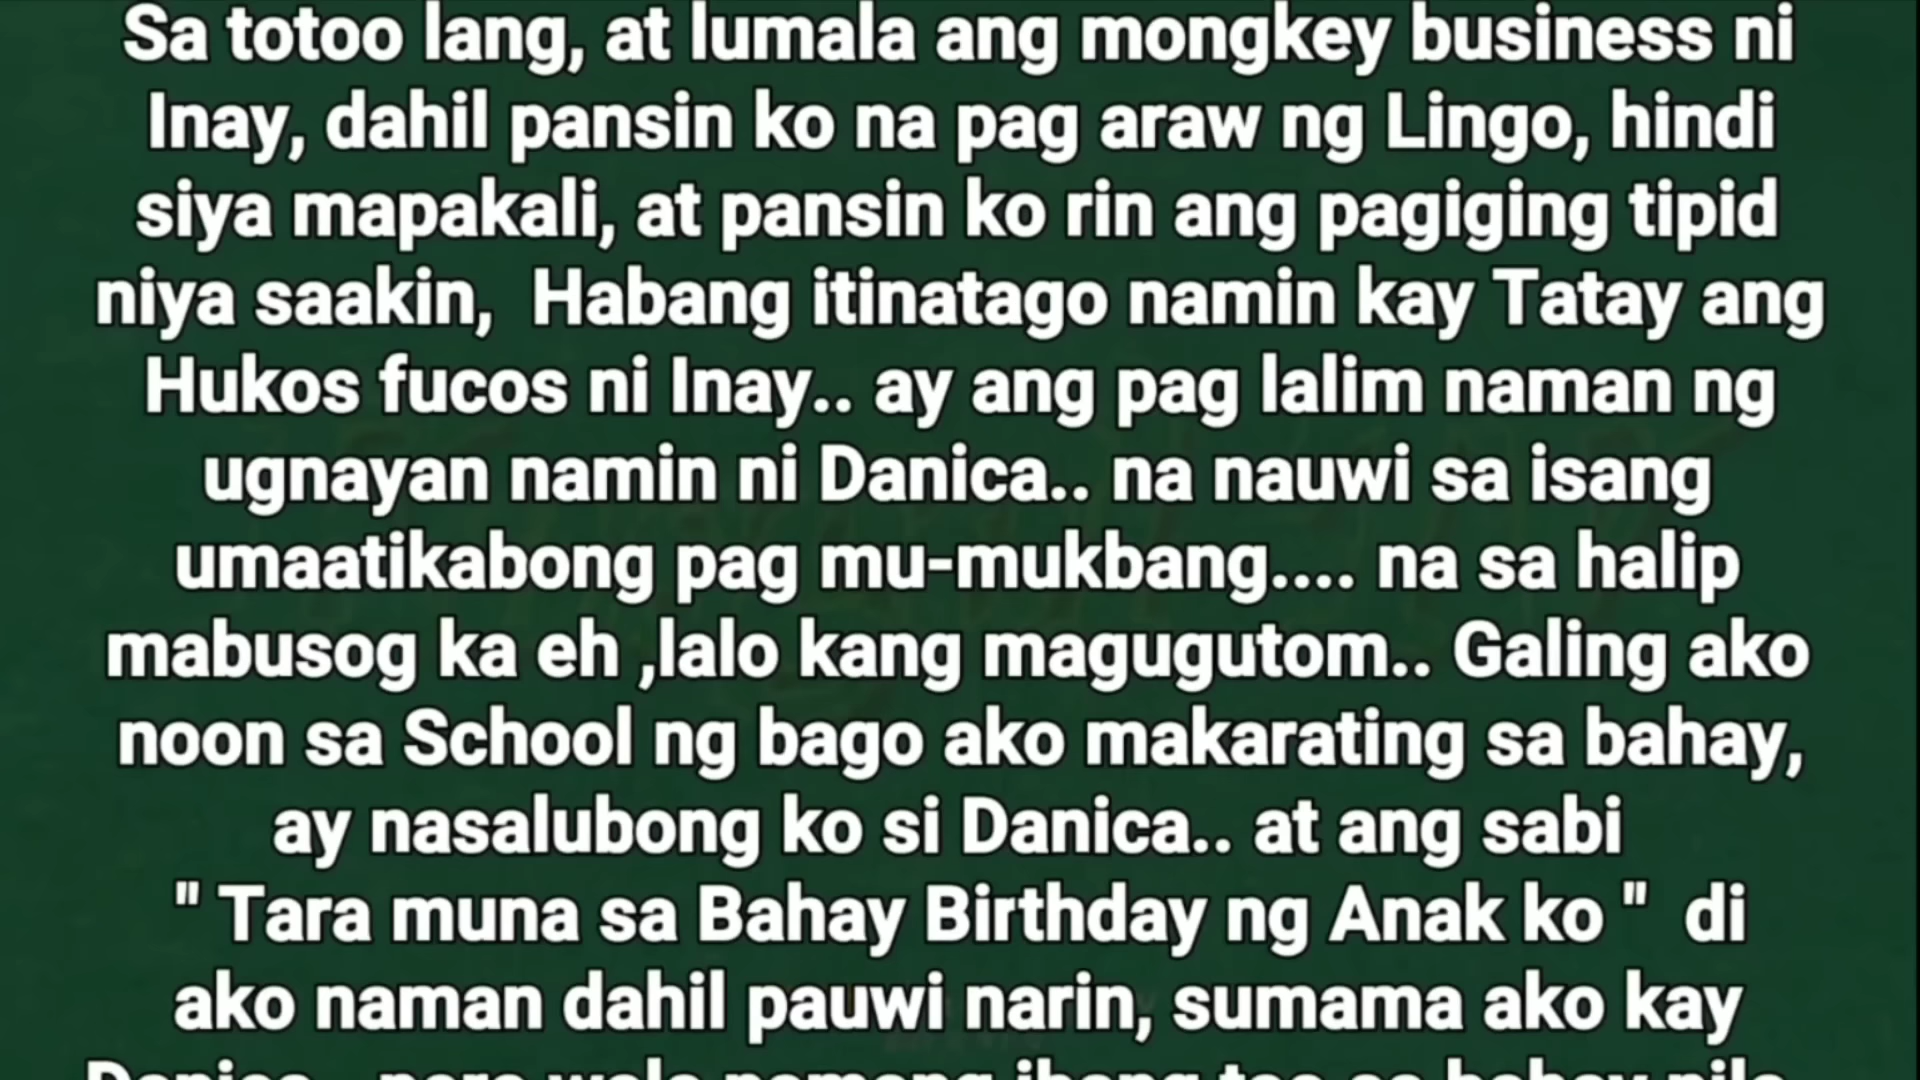 Sa totoo lang, at lumala ang mongkey business ni
Inay, dahil pansin ko na pag araw ng Lingo, hindi
siya mapakali, at pansin ko rin ang pagiging tipid
niya saakin,  Habang itinatago namin kay Tatay ang
Hukos fucos ni Inay.. ay ang pag lalim naman ng
ugnayan namin ni Danica.. na nauwi sa isang
umaatikabong pag mu-mukbang.... na sa halip
mabusog ka eh ,lalo kang magugutom.. Galing ako
noon sa School ng bago ako makarating sa bahay,
ay nasalubong ko si Danica.. at ang sabi
" Tara muna sa Bahay Birthday ng Anak ko "  di
ako naman dahil pauwi narin, sumama ako kay